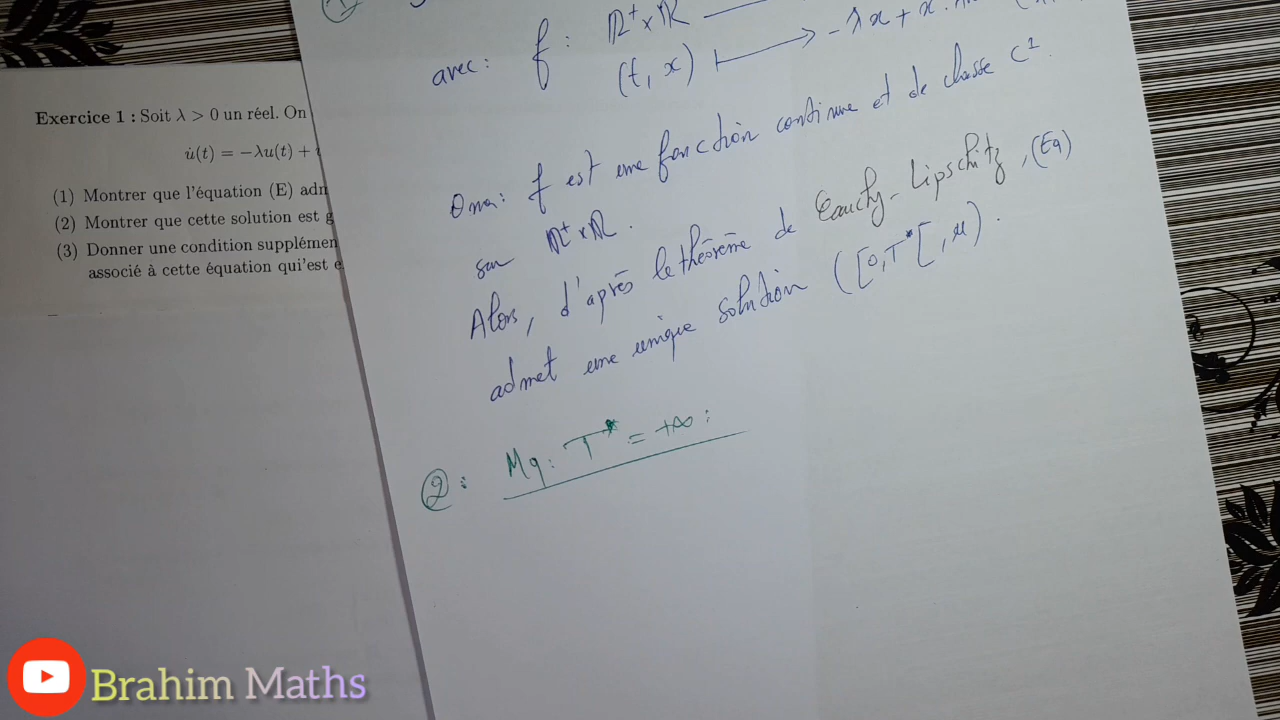 Exercice 1 : Soit λ > 0 un réel. On
u̇(t) = −λu(t) +
(1) Montrer que l'équation (E) adm
(2) Montrer que cette solution est g
(3) Donner une condition supplémen
associé à cette équation qui'est e
①
avec : f : ℝ⁺ × ℝ ⟶
(t, x) ⟼ −λx + x.
On a : f est une fonction continue et de classe C¹.
sur ℝ⁺ × ℝ.
Alors, d'après le théorème de Cauchy-Lipschitz, (Eq)
admet une unique solution ([0,T*[, u).
② : Mq : T* = +∞ :
Brahim Maths